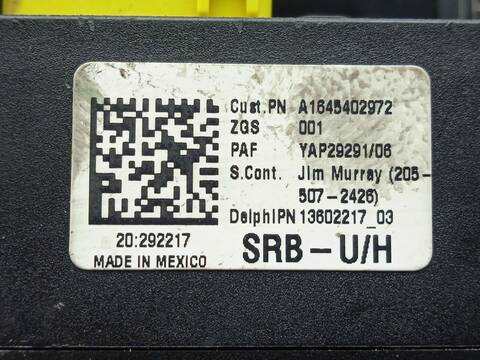 Cust.PN A1645402972
ZGS 001
PAF YAP29291/06
S.Cont. Jim Murray (205-
507-2426)
DelphiPN 13602217_03
20:292217
SRB-U/H
MADE IN MEXICO